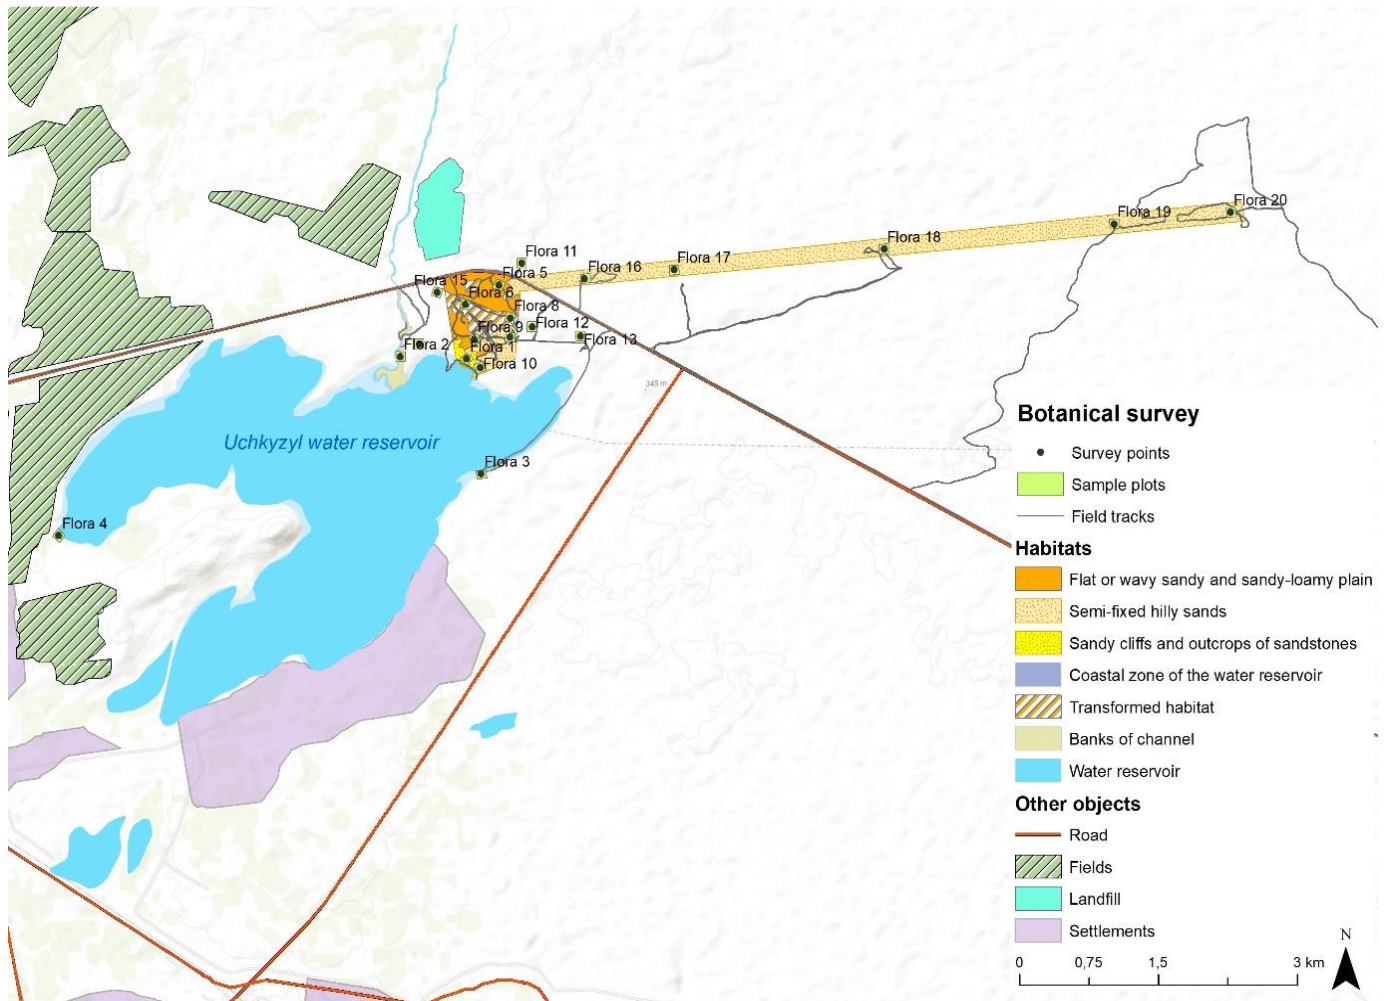 Flora 20
Flora 19
Flora 18
Flora 11
Flora 17
Flora 16
Flora 5
Flora 15
Flora 6
Flora 8
Flora 12
Flora 9
Flora 13
Flora 2
Flora 1
Flora 10
345 m
Uchkyzyl water reservoir
Flora 3
Flora 4
Botanical survey
Survey points
Sample plots
Field tracks
Habitats
Flat or wavy sandy and sandy-loamy plain
Semi-fixed hilly sands
Sandy cliffs and outcrops of sandstones
Coastal zone of the water reservoir
Transformed habitat
Banks of channel
Water reservoir
Other objects
Road
Fields
Landfill
Settlements
N
0 0,75 1,5 3 km